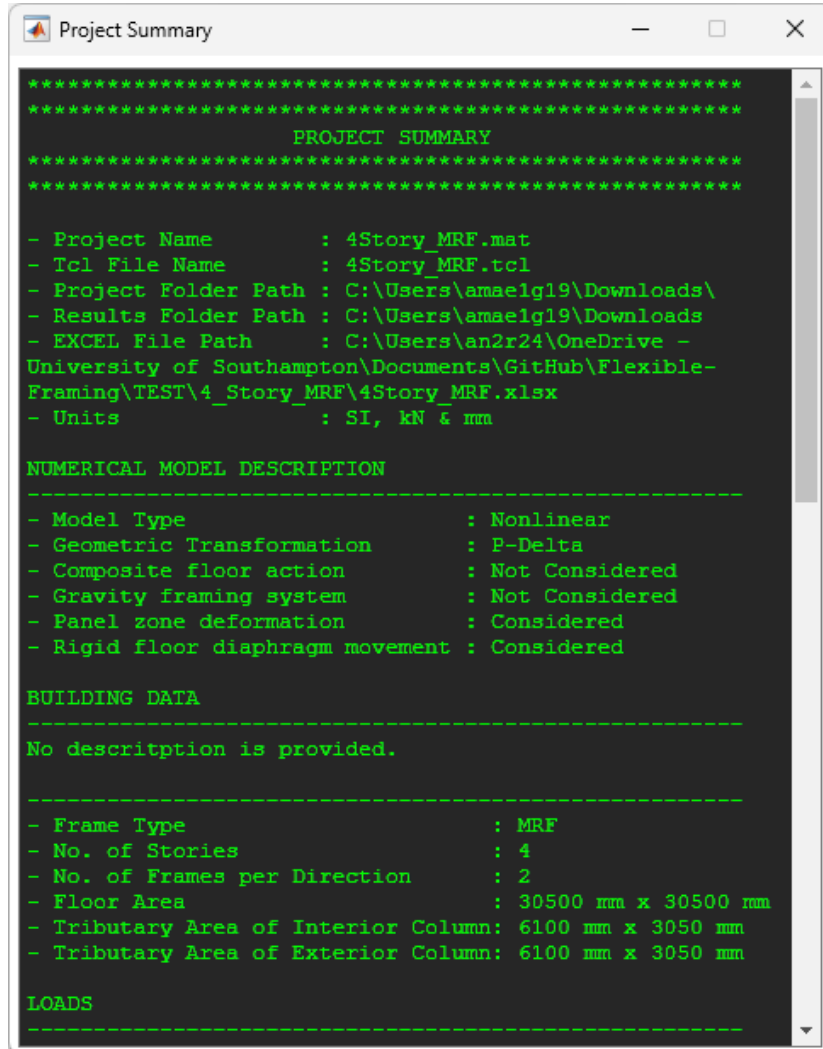 Project Summary
******************************************************
******************************************************
PROJECT SUMMARY
******************************************************
******************************************************
- Project Name : 4Story_MRF.mat
- Tcl File Name : 4Story_MRF.tcl
- Project Folder Path : C:\Users\amae1g19\Downloads\
- Results Folder Path : C:\Users\amae1g19\Downloads
- EXCEL File Path : C:\Users\an2r24\OneDrive -
University of Southampton\Documents\GitHub\Flexible-
Framing\TEST\4_Story_MRF\4Story_MRF.xlsx
- Units : SI, kN & mm
NUMERICAL MODEL DESCRIPTION
------------------------------------------------------
- Model Type : Nonlinear
- Geometric Transformation : P-Delta
- Composite floor action : Not Considered
- Gravity framing system : Not Considered
- Panel zone deformation : Considered
- Rigid floor diaphragm movement : Considered
BUILDING DATA
------------------------------------------------------
No descritption is provided.
------------------------------------------------------
- Frame Type : MRF
- No. of Stories : 4
- No. of Frames per Direction : 2
- Floor Area : 30500 mm x 30500 mm
- Tributary Area of Interior Column: 6100 mm x 3050 mm
- Tributary Area of Exterior Column: 6100 mm x 3050 mm
LOADS
------------------------------------------------------